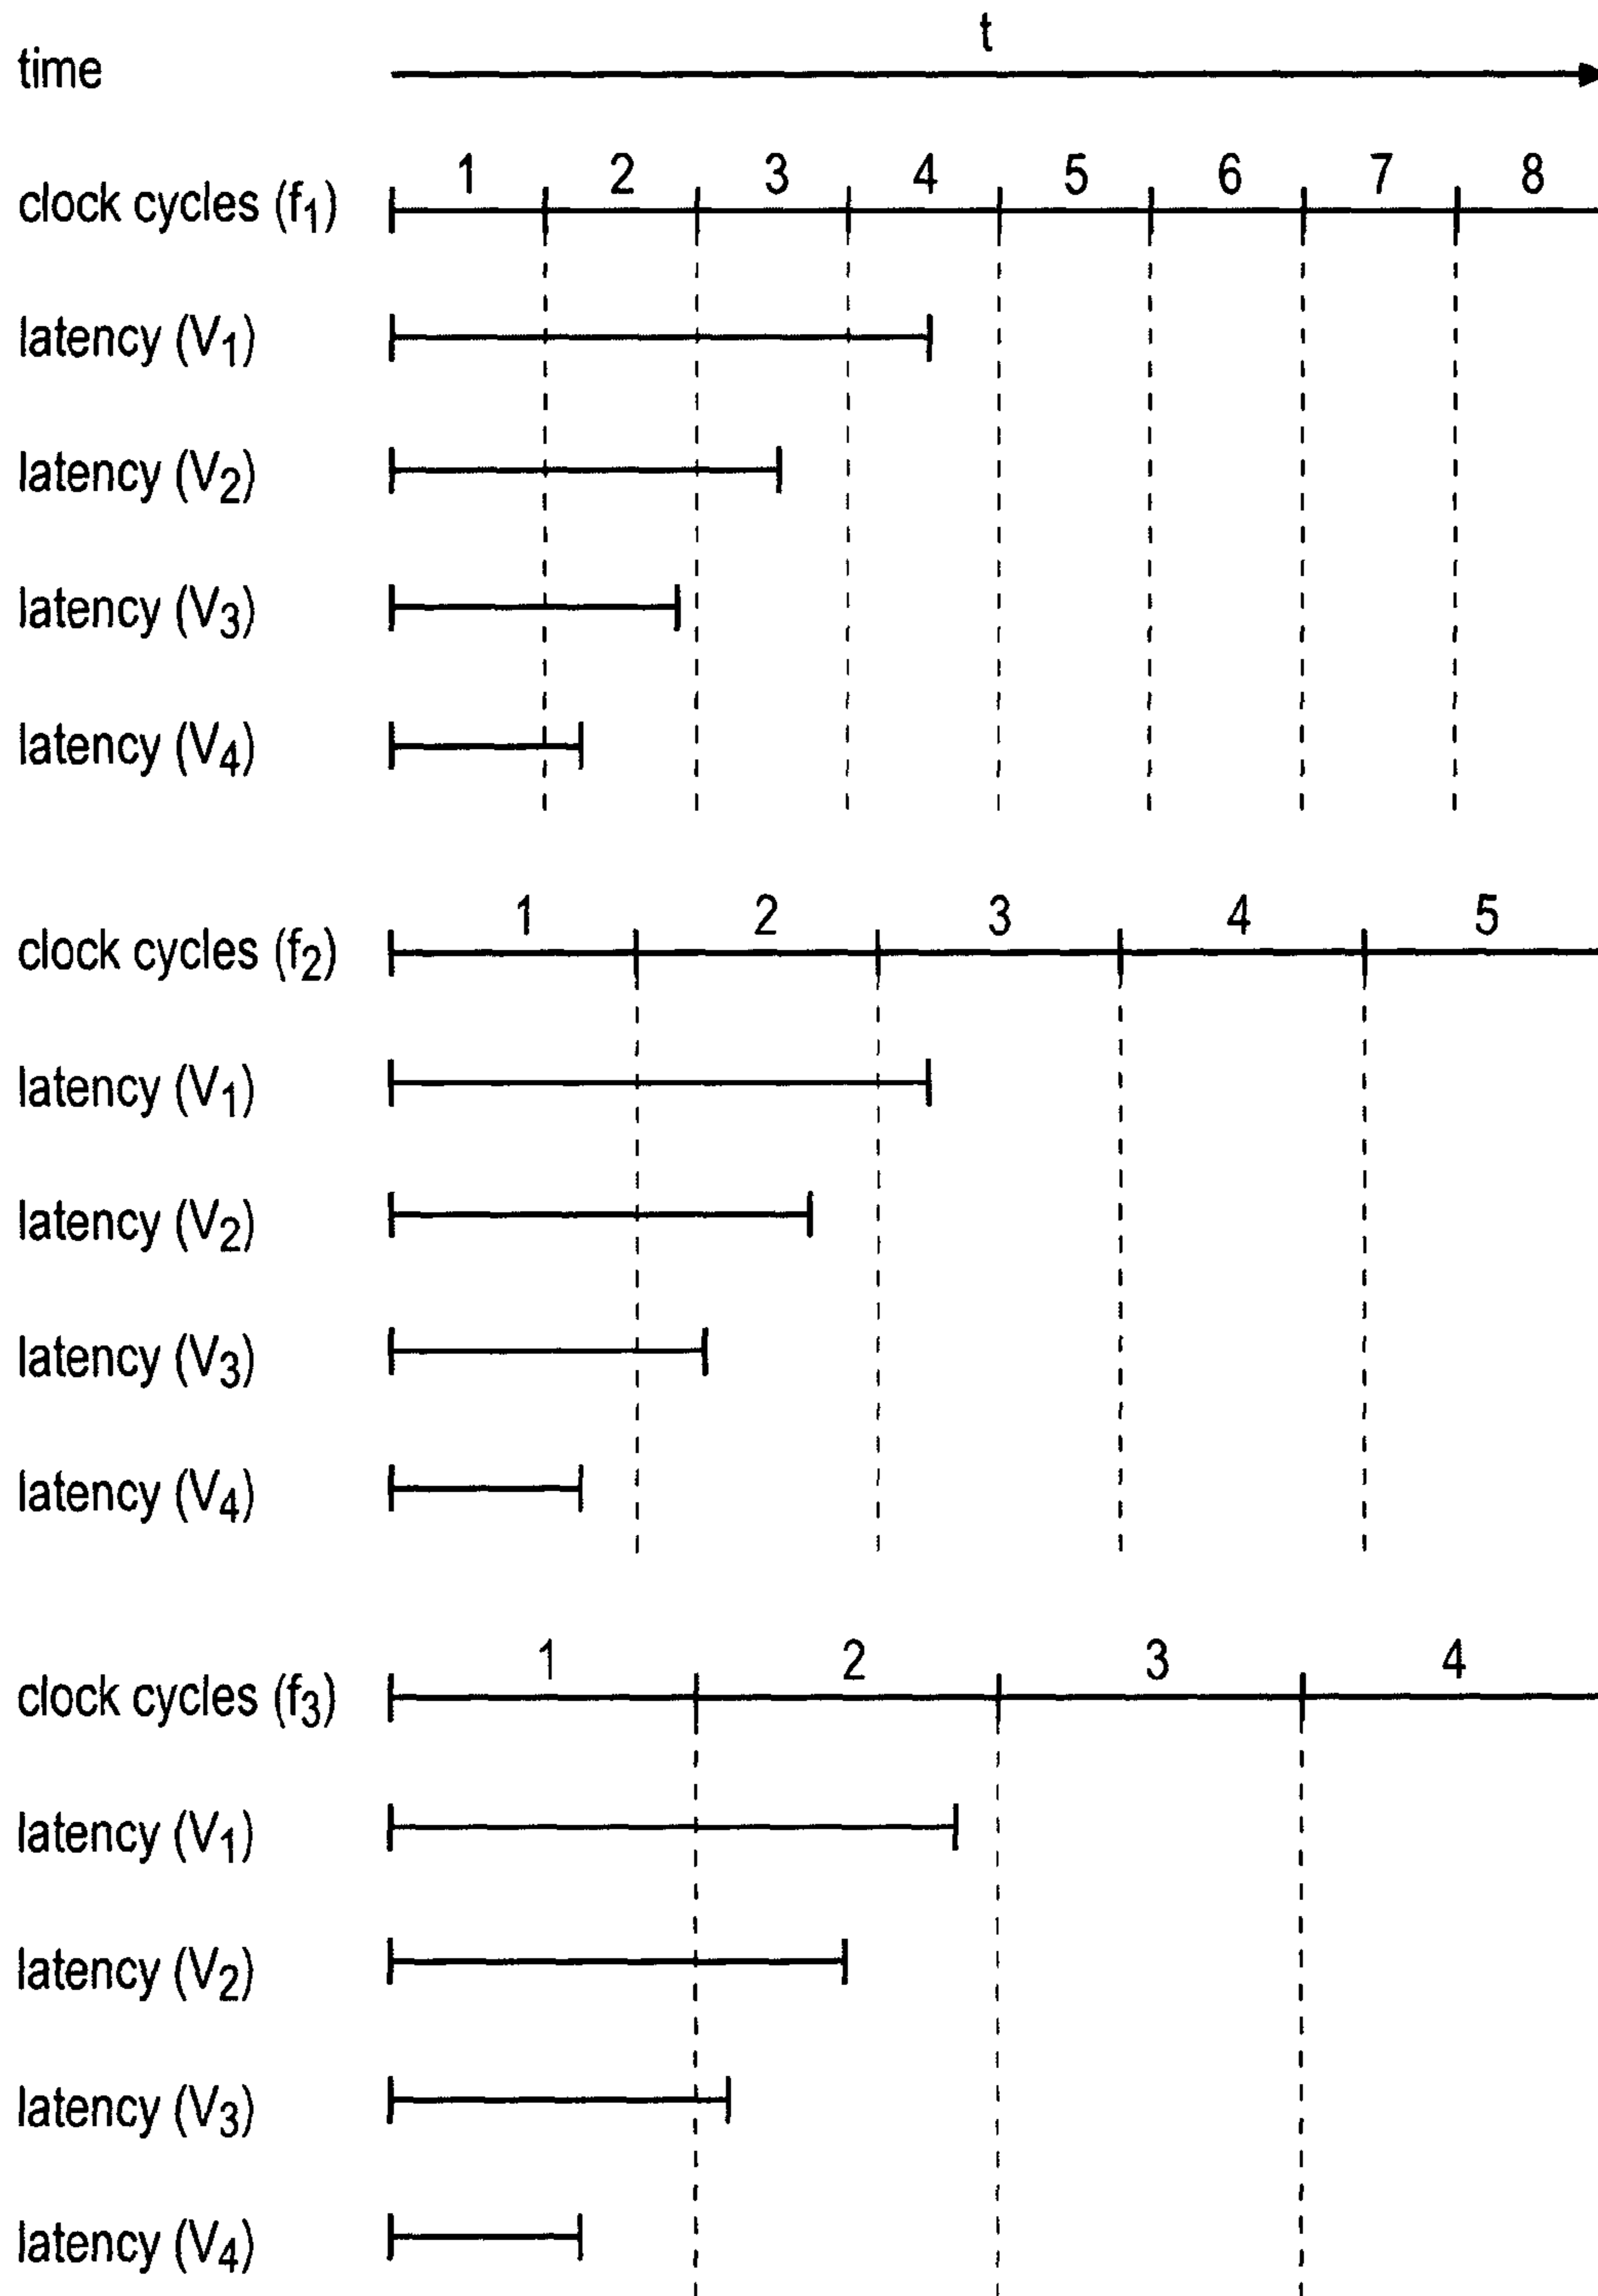 t
time
1 2 3 4 5 6 7 8
clock cycles (f₁)
latency (V₁)
latency (V₂)
latency (V₃)
latency (V₄)
1 2 3 4 5
clock cycles (f₂)
latency (V₁)
latency (V₂)
latency (V₃)
latency (V₄)
1 2 3 4
clock cycles (f₃)
latency (V₁)
latency (V₂)
latency (V₃)
latency (V₄)